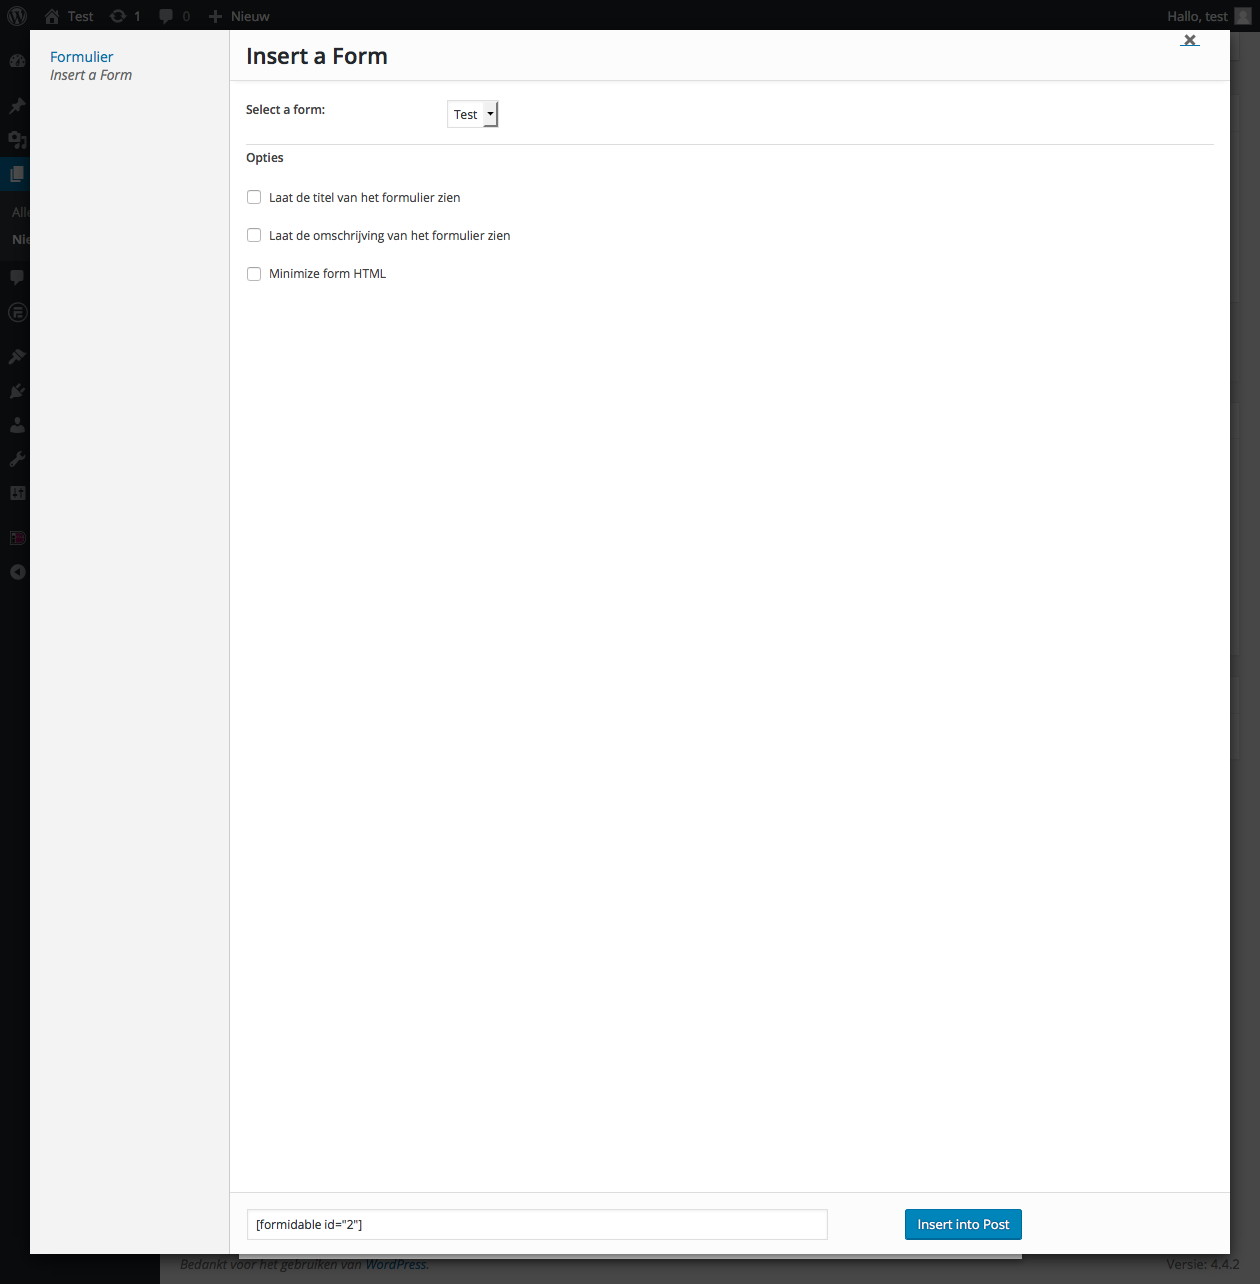 Test 1 0 Nieuw Hallo, test
Formulier
Insert a Form
Insert a Form
Select a form: Test
Opties
Laat de titel van het formulier zien
Laat de omschrijving van het formulier zien
Minimize form HTML
Alle
Nie
[formidable id="2"]
Insert into Post
Bedankt voor het gebruiken van WordPress. Versie: 4.4.2